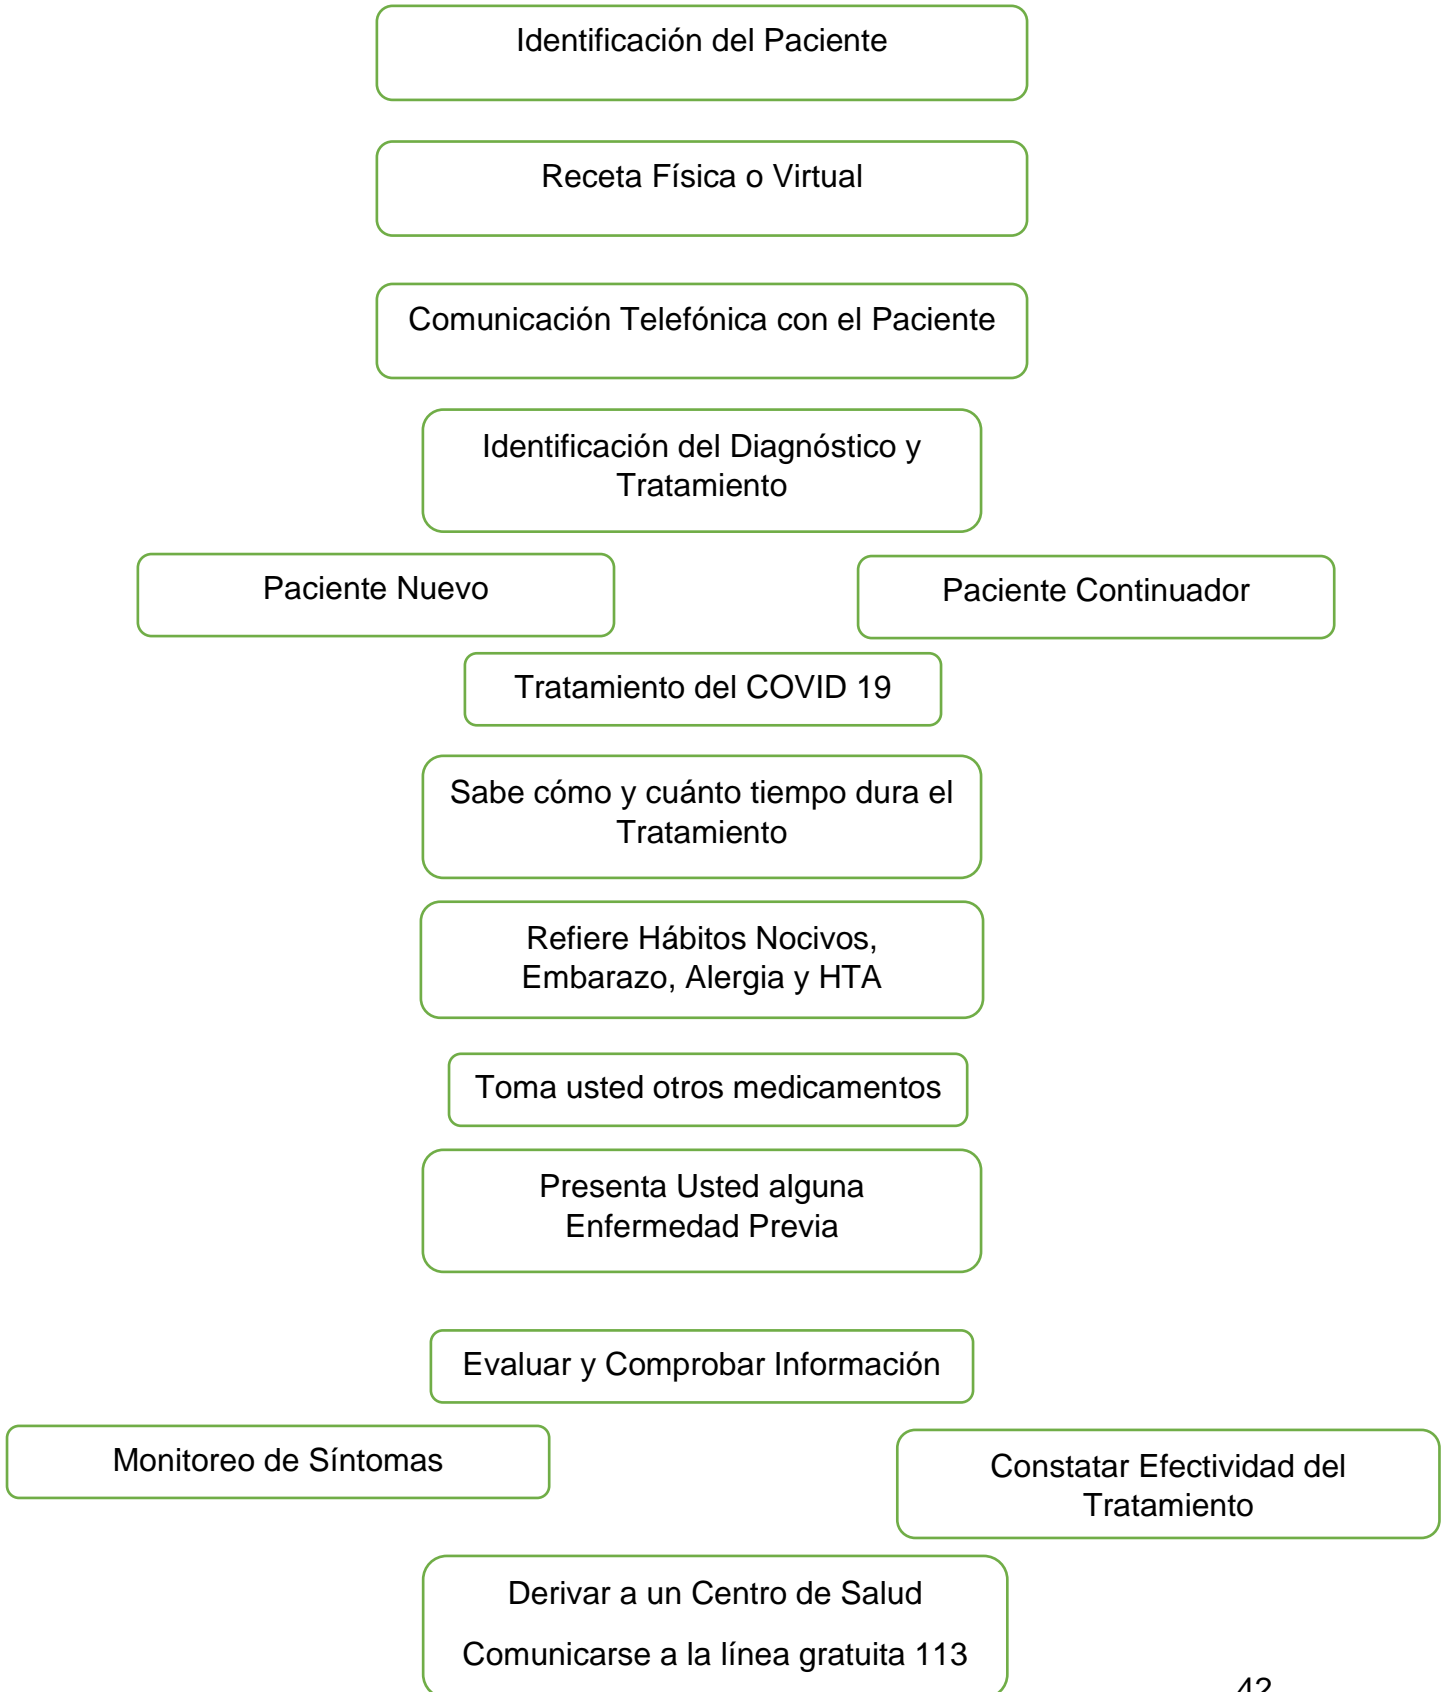 Identificación del Paciente
Receta Física o Virtual
Comunicación Telefónica con el Paciente
Identificación del Diagnóstico y
Tratamiento
Paciente Nuevo
Paciente Continuador
Tratamiento del COVID 19
Sabe cómo y cuánto tiempo dura el
Tratamiento
Refiere Hábitos Nocivos,
Embarazo, Alergia y HTA
Toma usted otros medicamentos
Presenta Usted alguna
Enfermedad Previa
Evaluar y Comprobar Información
Monitoreo de Síntomas
Constatar Efectividad del
Tratamiento
Derivar a un Centro de Salud
Comunicarse a la línea gratuita 113
42